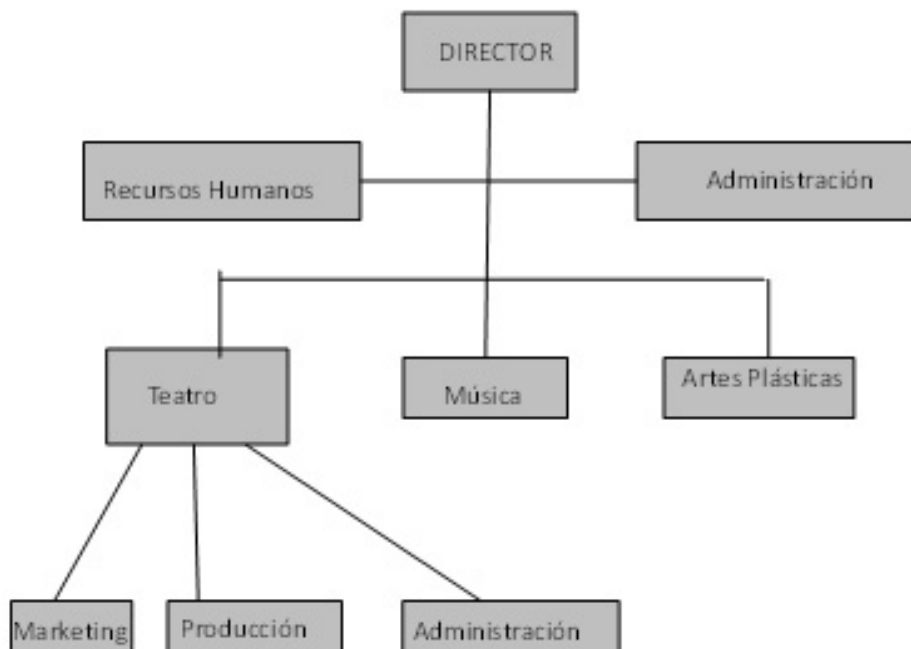 DIRECTOR
Recursos Humanos
Administración
Teatro
Música
Artes Plásticas
Marketing
Producción
Administración